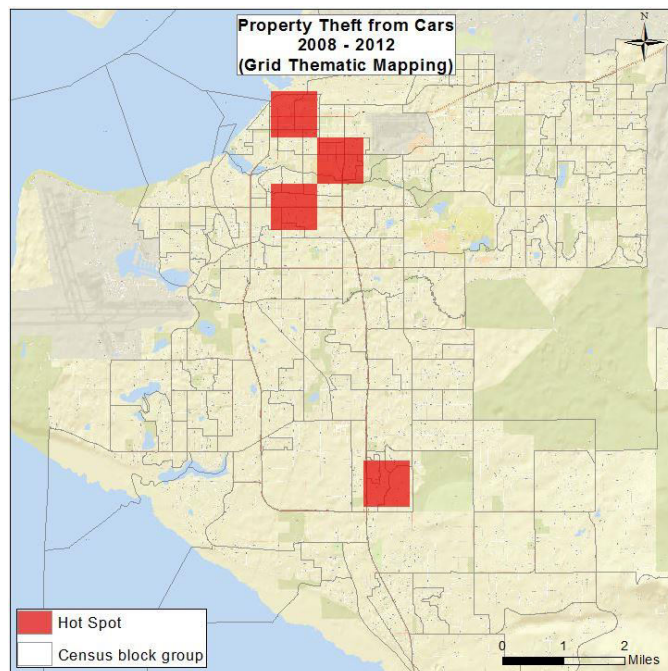 Property Theft from Cars
2008 - 2012
(Grid Thematic Mapping)
N
Hot Spot
Census block group
0 1 2
Miles